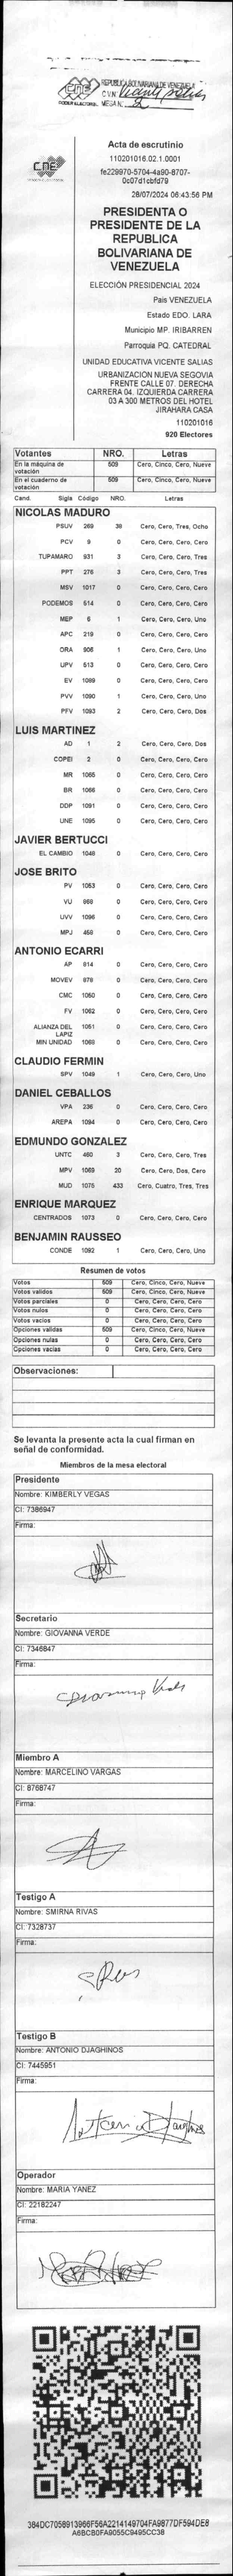 CNE
PODER ELECTORAL
REPUBLICA BOLIVARIANA DE VENEZUELA
C.V.N: Vicente Salias
MESA N: 2
CNE
Acta de escrutinio
110201016.02.1.0001
28/07/2024 06:43:56 PM
PRESIDENTA O
PRESIDENTE DE LA
REPUBLICA
BOLIVARIANA DE
VENEZUELA
ELECCIÓN PRESIDENCIAL 2024
Pais VENEZUELA
Estado EDO. LARA
Municipio MP. IRIBARREN
Parroquia PQ. CATEDRAL
UNIDAD EDUCATIVA VICENTE SALIAS
URBANIZACION NUEVA SEGOVIA
FRENTE CALLE 07. DERECHA
CARRERA 04. IZQUIERDA CARRERA
03 A 300 METROS DEL HOTEL
JIRAHARA CASA
110201016
920 Electores
Votantes NRO. Letras
En la máquina de votación 509 Cero, Cinco, Cero, Nueve
En el cuaderno de votación 509 Cero, Cinco, Cero, Nueve
Cand. Sigla Código NRO. Letras
NICOLAS MADURO
PSUV 269 38 Cero, Cero, Tres, Ocho
PCV 9 0 Cero, Cero, Cero, Cero
TUPAMARO 931 3 Cero, Cero, Cero, Tres
PPT 276 3 Cero, Cero, Cero, Tres
MSV 1017 0 Cero, Cero, Cero, Cero
PODEMOS 514 0 Cero, Cero, Cero, Cero
MEP 6 1 Cero, Cero, Cero, Uno
APC 219 0 Cero, Cero, Cero, Cero
ORA 906 1 Cero, Cero, Cero, Uno
UPV 513 0 Cero, Cero, Cero, Cero
EV 1099 0 Cero, Cero, Cero, Cero
PVV 1090 1 Cero, Cero, Cero, Uno
PFV 1093 2 Cero, Cero, Cero, Dos
LUIS MARTINEZ
AD 1 2 Cero, Cero, Cero, Dos
COPEI 2 0 Cero, Cero, Cero, Cero
MR 1065 0 Cero, Cero, Cero, Cero
BR 1066 0 Cero, Cero, Cero, Cero
DDP 1091 0 Cero, Cero, Cero, Cero
UNE 1095 0 Cero, Cero, Cero, Cero
JAVIER BERTUCCI
EL CAMBIO 1046 0 Cero, Cero, Cero, Cero
JOSE BRITO
PV 1053 0 Cero, Cero, Cero, Cero
VU 868 0 Cero, Cero, Cero, Cero
UVV 1096 0 Cero, Cero, Cero, Cero
MPJ 458 0 Cero, Cero, Cero, Cero
ANTONIO ECARRI
AP 814 0 Cero, Cero, Cero, Cero
MOVEV 878 0 Cero, Cero, Cero, Cero
CMC 1050 0 Cero, Cero, Cero, Cero
FV 1062 0 Cero, Cero, Cero, Cero
ALIANZA DEL LAPIZ 1051 0 Cero, Cero, Cero, Cero
MIN UNIDAD 1069 0 Cero, Cero, Cero, Cero
CLAUDIO FERMIN
SPV 1049 1 Cero, Cero, Cero, Uno
DANIEL CEBALLOS
VPA 236 0 Cero, Cero, Cero, Cero
AREPA 1094 0 Cero, Cero, Cero, Cero
EDMUNDO GONZALEZ
UNTC 460 3 Cero, Cero, Cero, Tres
MPV 1069 20 Cero, Cero, Dos, Cero
MUD 1075 433 Cero, Cuatro, Tres, Tres
ENRIQUE MARQUEZ
CENTRADOS 1073 0 Cero, Cero, Cero, Cero
BENJAMIN RAUSSEO
CONDE 1092 1 Cero, Cero, Cero, Uno
Resumen de votos
Votos 509 Cero, Cinco, Cero, Nueve
Votos validos 509 Cero, Cinco, Cero, Nueve
Votos parciales 0 Cero, Cero, Cero, Cero
Votos nulos 0 Cero, Cero, Cero, Cero
Votos vacios 0 Cero, Cero, Cero, Cero
Opciones validas 509 Cero, Cinco, Cero, Nueve
Opciones nulas 0 Cero, Cero, Cero, Cero
Opciones vacias 0 Cero, Cero, Cero, Cero
Observaciones:
Se levanta la presente acta la cual firman en
señal de conformidad.
Miembros de la mesa electoral
Presidente
Nombre: KIMBERLY VEGAS
CI: 7386947
Firma:
Secretario
Nombre: GIOVANNA VERDE
CI: 7346847
Firma:
Giovanna Verde
Miembro A
Nombre: MARCELINO VARGAS
CI: 8768747
Firma:
Testigo A
Nombre: SMIRNA RIVAS
CI: 7328737
Firma:
Testigo B
Nombre: ANTONIO DJAGHINOS
CI: 7445951
Firma:
Antonio Djaghinos
Operador
Nombre: MARIA YANEZ
CI: 22182247
Firma:
384DC7058913966F56A2214149704FA9877DF594DE8
A6BCB0FA9055C9495CC38